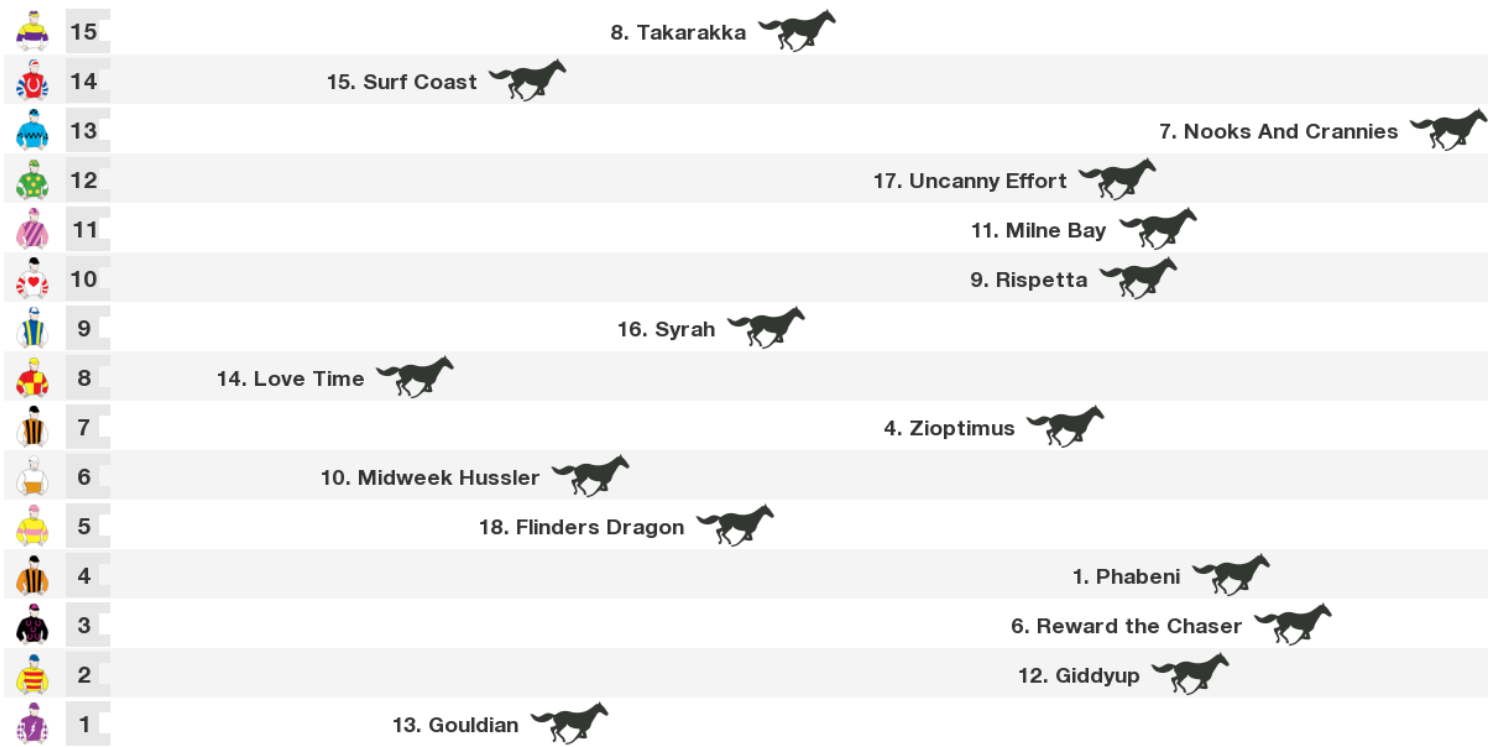 15 8. Takarakka
14 15. Surf Coast
13 7. Nooks And Crannies
12 17. Uncanny Effort
11 11. Milne Bay
10 9. Rispetta
9 16. Syrah
8 14. Love Time
7 4. Zioptimus
6 10. Midweek Hussler
5 18. Flinders Dragon
4 1. Phabeni
3 6. Reward the Chaser
2 12. Giddyup
1 13. Gouldian